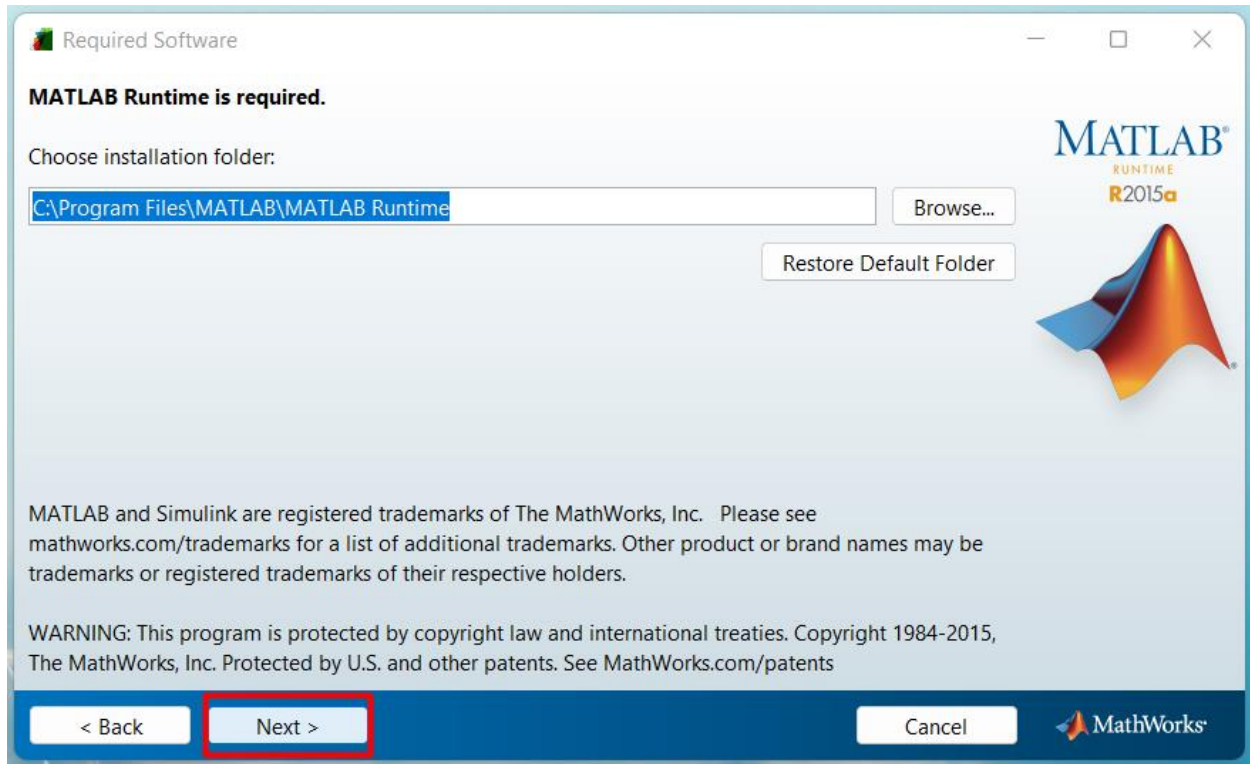 Required Software
MATLAB Runtime is required.
Choose installation folder:
C:\Program Files\MATLAB\MATLAB Runtime
Browse...
Restore Default Folder
MATLAB®
RUNTIME
R2015a
®
MATLAB and Simulink are registered trademarks of The MathWorks, Inc.   Please see
mathworks.com/trademarks for a list of additional trademarks. Other product or brand names may be
trademarks or registered trademarks of their respective holders.
WARNING: This program is protected by copyright law and international treaties. Copyright 1984-2015,
The MathWorks, Inc. Protected by U.S. and other patents. See MathWorks.com/patents
< Back
Next >
Cancel
MathWorks®